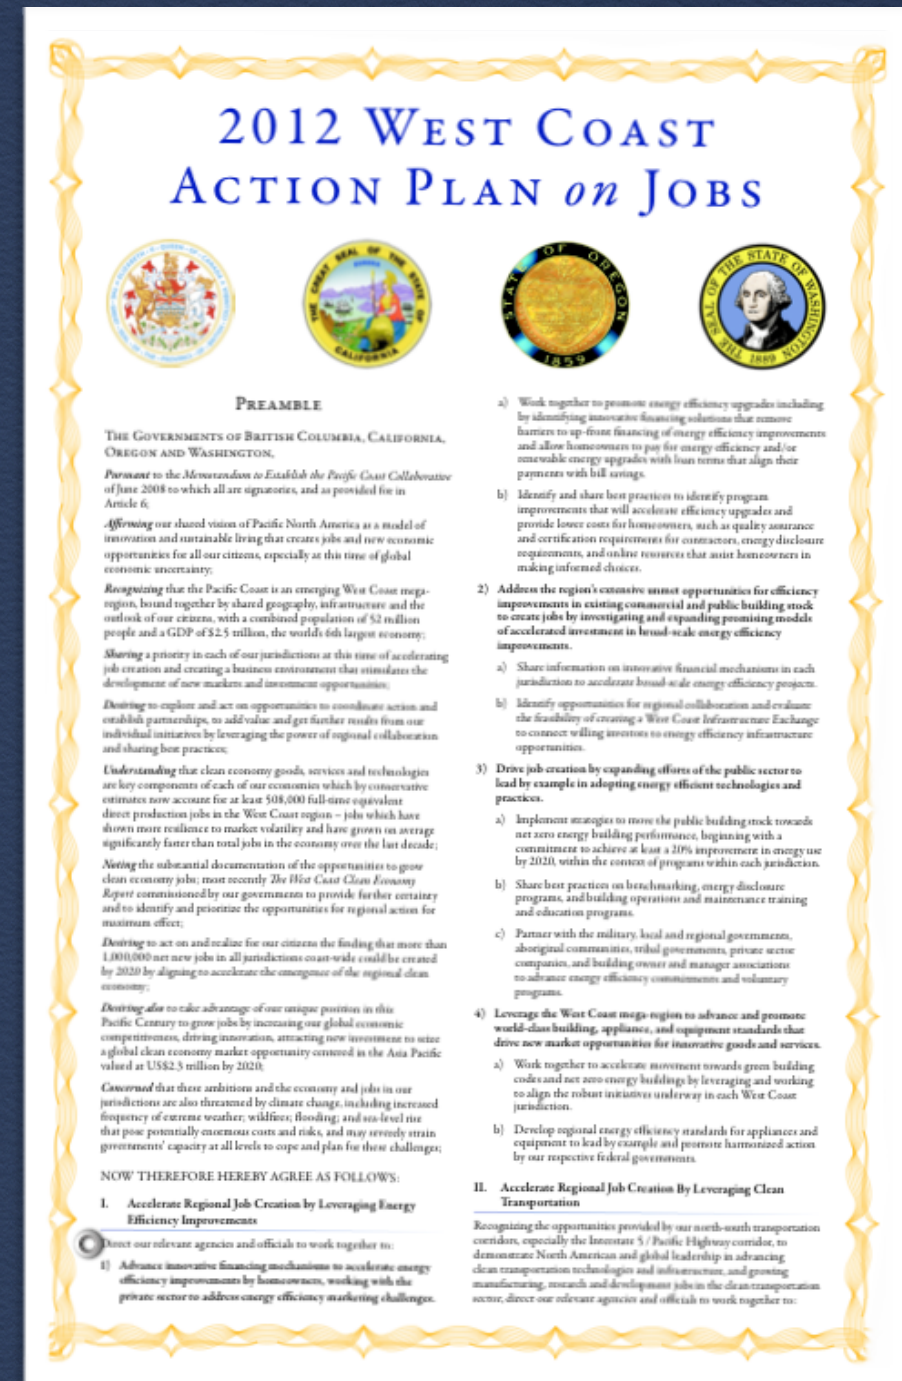 2012 West Coast
Action Plan on Jobs
THE GREAT SEAL OF THE STATE OF
CALIFORNIA
STATE OF OREGON
1859
THE SEAL OF THE STATE OF WASHINGTON
1889
Preamble
The Governments of British Columbia, California,
Oregon and Washington,
Pursuant to the Memorandum to Establish the Pacific Coast Collaborative
of June 2008 to which all are signatories, and as provided for in
Article 6;
Affirming our shared vision of Pacific North America as a model of
innovation and sustainable living that creates jobs and new economic
opportunities for all our citizens, especially at this time of global
economic uncertainty;
Recognizing that the Pacific Coast is an emerging West Coast mega-
region, bound together by shared geography, infrastructure and the
outlook of our citizens, with a combined population of 52 million
people and a GDP of $2.5 trillion, the world's 6th largest economy;
Sharing a priority in each of our jurisdictions at this time of accelerating
job creation and creating a business environment that stimulates the
development of new markets and investment opportunities;
Desiring to explore and act on opportunities to coordinate action and
establish partnerships, to add value and get further results from our
individual initiatives by leveraging the power of regional collaboration
and sharing best practices;
Understanding that clean economy goods, services and technologies
are key components of each of our economies which by conservative
estimates now account for at least 508,000 full-time equivalent
direct production jobs in the West Coast region – jobs which have
shown more resilience to market volatility and have grown on average
significantly faster than total jobs in the economy over the last decade;
Noting the substantial documentation of the opportunities to grow
clean economy jobs; most recently The West Coast Clean Economy
Report commissioned by our governments to provide further certainty
and to identify and prioritize the opportunities for regional action for
maximum effect;
Desiring to act on and realize for our citizens the finding that more than
1,000,000 net new jobs in all jurisdictions coast-wide could be created
by 2020 by aligning to accelerate the emergence of the regional clean
economy;
Desiring also to take advantage of our unique position in this
Pacific Century to grow jobs by increasing our global economic
competitiveness, driving innovation, attracting new investment to seize
a global clean economy market opportunity centered in the Asia Pacific
valued at US$2.3 trillion by 2020;
Concerned that these ambitions and the economy and jobs in our
jurisdictions are also threatened by climate change, including increased
frequency of extreme weather; wildfires; flooding; and sea-level rise
that pose potentially enormous costs and risks, and may severely strain
governments' capacity at all levels to cope and plan for these challenges;
NOW THEREFORE HEREBY AGREE AS FOLLOWS:
I. Accelerate Regional Job Creation by Leveraging Energy
Efficiency Improvements
Direct our relevant agencies and officials to work together to:
1) Advance innovative financing mechanisms to accelerate energy
efficiency improvements by homeowners, working with the
private sector to address energy efficiency marketing challenges.
a) Work together to promote energy efficiency upgrades including
by identifying innovative financing solutions that remove
barriers to up-front financing of energy efficiency improvements
and allow homeowners to pay for energy efficiency and/or
renewable energy upgrades with loan terms that align their
payments with bill savings.
b) Identify and share best practices to identify program
improvements that will accelerate efficiency upgrades and
provide lower costs for homeowners, such as quality assurance
and certification requirements for contractors, energy disclosure
requirements, and online resources that assist homeowners in
making informed choices.
2) Address the region's extensive unmet opportunities for efficiency
improvements in existing commercial and public building stock
to create jobs by investigating and expanding promising models
of accelerated investment in broad-scale energy efficiency
improvements.
a) Share information on innovative financial mechanisms in each
jurisdiction to accelerate broad-scale energy efficiency projects.
b) Identify opportunities for regional collaboration and evaluate
the feasibility of creating a West Coast Infrastructure Exchange
to connect willing investors to energy efficiency infrastructure
opportunities.
3) Drive job creation by expanding efforts of the public sector to
lead by example in adopting energy efficient technologies and
practices.
a) Implement strategies to move the public building stock towards
net zero energy building performance, beginning with a
commitment to achieve at least a 20% improvement in energy use
by 2020, within the context of programs within each jurisdiction.
b) Share best practices on benchmarking, energy disclosure
programs, and building operations and maintenance training
and education programs.
c) Partner with the military, local and regional governments,
aboriginal communities, tribal governments, private sector
companies, and building owner and manager associations
to advance energy efficiency commitments and voluntary
programs.
4) Leverage the West Coast mega-region to advance and promote
world-class building, appliance, and equipment standards that
drive new market opportunities for innovative goods and services.
a) Work together to accelerate movement towards green building
codes and net zero energy buildings by leveraging and working
to align the robust initiatives underway in each West Coast
jurisdiction.
b) Develop regional energy efficiency standards for appliances and
equipment to lead by example and promote harmonized action
by our respective federal governments.
II. Accelerate Regional Job Creation By Leveraging Clean
Transportation
Recognizing the opportunities provided by our north-south transportation
corridors, especially the Interstate 5 / Pacific Highway corridor, to
demonstrate North American and global leadership in advancing
clean transportation technologies and infrastructure, and growing
manufacturing, research and development jobs in the clean transportation
sector, direct our relevant agencies and officials to work together to: